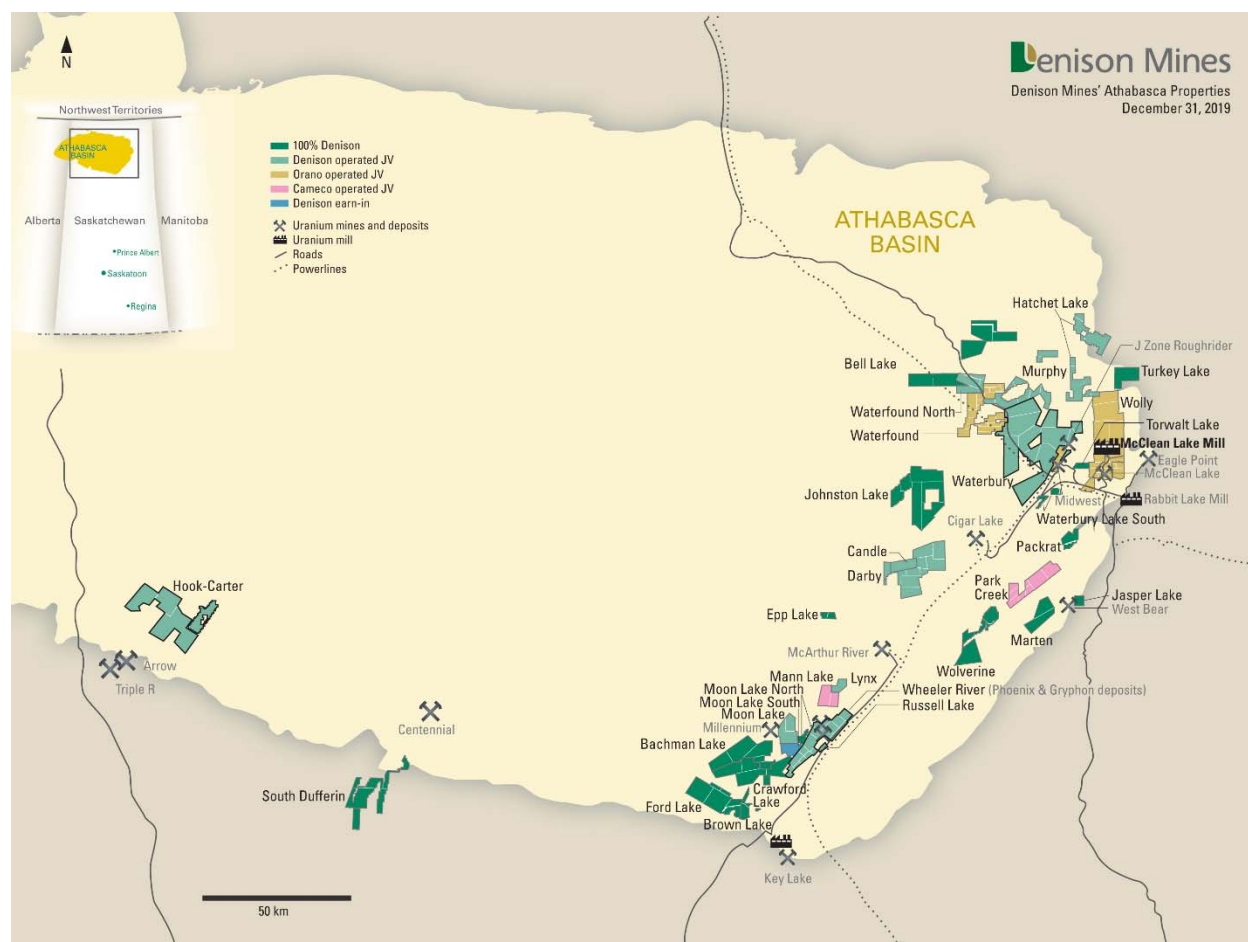 Denison Mines
Denison Mines' Athabasca Properties
December 31, 2019
N
Northwest Territories
ATHABASCA
BASIN
Alberta
Saskatchewan
Manitoba
Prince Albert
Saskatoon
Regina
100% Denison
Denison operated JV
Orano operated JV
Cameco operated JV
Denison earn-in
Uranium mines and deposits
Uranium mill
Roads
Powerlines
ATHABASCA
BASIN
Hatchet Lake
J Zone Roughrider
Bell Lake
Murphy
Turkey Lake
Waterfound North
Wolly
Waterfound
Torwalt Lake
McClean Lake Mill
Eagle Point
McClean Lake
Waterbury
Johnston Lake
Midwest
Rabbit Lake Mill
Waterbury Lake South
Cigar Lake
Packrat
Candle
Darby
Park
Creek
Hook-Carter
Jasper Lake
West Bear
Epp Lake
Marten
McArthur River
Wolverine
Arrow
Triple R
Mann Lake
Lynx
Moon Lake North
Wheeler River (Phoenix & Gryphon deposits)
Moon Lake South
Russell Lake
Moon Lake
Millennium
Centennial
Bachman Lake
South Dufferin
Crawford
Lake
Ford Lake
Brown Lake
Key Lake
50 km